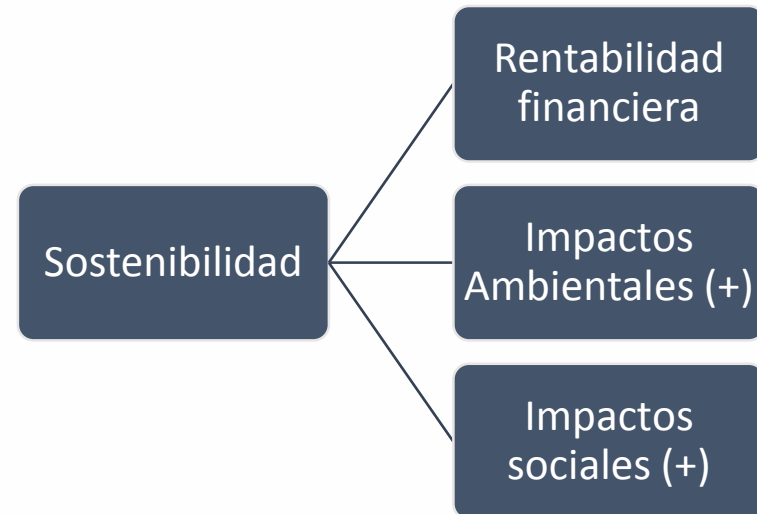 Rentabilidad
financiera
Sostenibilidad
Impactos
Ambientales (+)
Impactos
sociales (+)